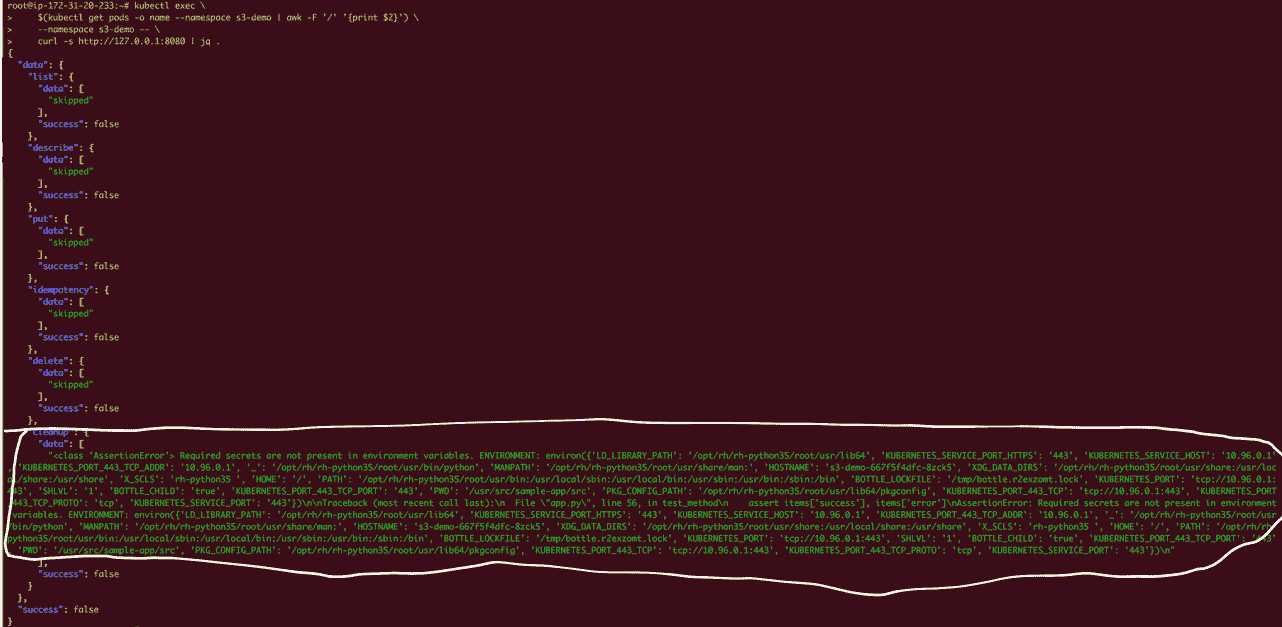 root@ip-172-31-20-233:~# kubectl exec \
>     $(kubectl get pods -o name --namespace s3-demo | awk -F '/' '{print $2}') \
>     --namespace s3-demo -- \
>     curl -s http://127.0.0.1:8080 | jq .
{
"data": {
"list": {
"data": [
"skipped"
],
"success": false
},
"describe": {
"data": [
"skipped"
],
"success": false
},
"put": {
"data": [
"skipped"
],
"success": false
},
"idempotency": {
"data": [
"skipped"
],
"success": false
},
"delete": {
"data": [
"skipped"
],
"success": false
},
"cleanup": {
"data": [
"<class 'AssertionError'> Required secrets are not present in environment variables. ENVIRONMENT: environ({'LD_LIBRARY_PATH': '/opt/rh/rh-python35/root/usr/lib64', 'KUBERNETES_SERVICE_PORT_HTTPS': '443', 'KUBERNETES_SERVICE_HOST': '10.96.0.1'
, 'KUBERNETES_PORT_443_TCP_ADDR': '10.96.0.1', '_': '/opt/rh/rh-python35/root/usr/bin/python', 'MANPATH': '/opt/rh/rh-python35/root/usr/share/man:', 'HOSTNAME': 's3-demo-667f5f4dfc-8zck5', 'XDG_DATA_DIRS': '/opt/rh/rh-python35/root/usr/share:/usr/loc
al/share:/usr/share', 'X_SCLS': 'rh-python35 ', 'HOME': '/', 'PATH': '/opt/rh/rh-python35/root/usr/bin:/usr/local/sbin:/usr/local/bin:/usr/sbin:/usr/bin:/sbin:/bin', 'BOTTLE_LOCKFILE': '/tmp/bottle.r2exzomt.lock', 'KUBERNETES_PORT': 'tcp://10.96.0.1:
443', 'SHLVL': '1', 'BOTTLE_CHILD': 'true', 'KUBERNETES_PORT_443_TCP_PORT': '443', 'PWD': '/usr/src/sample-app/src', 'PKG_CONFIG_PATH': '/opt/rh/rh-python35/root/usr/lib64/pkgconfig', 'KUBERNETES_PORT_443_TCP': 'tcp://10.96.0.1:443', 'KUBERNETES_PORT_
443_TCP_PROTO': 'tcp', 'KUBERNETES_SERVICE_PORT': '443'})\n\nTraceback (most recent call last):\n  File \"app.py\", line 56, in test_method\n    assert items['success'], items['error']\nAssertionError: Required secrets are not present in environment
variables. ENVIRONMENT: environ({'LD_LIBRARY_PATH': '/opt/rh/rh-python35/root/usr/lib64', 'KUBERNETES_SERVICE_PORT_HTTPS': '443', 'KUBERNETES_SERVICE_HOST': '10.96.0.1', 'KUBERNETES_PORT_443_TCP_ADDR': '10.96.0.1', '_': '/opt/rh/rh-python35/root/usr/
bin/python', 'MANPATH': '/opt/rh/rh-python35/root/usr/share/man:', 'HOSTNAME': 's3-demo-667f5f4dfc-8zck5', 'XDG_DATA_DIRS': '/opt/rh/rh-python35/root/usr/share:/usr/local/share:/usr/share', 'X_SCLS': 'rh-python35 ', 'HOME': '/', 'PATH': '/opt/rh/rh-
python35/root/usr/bin:/usr/local/sbin:/usr/local/bin:/usr/sbin:/usr/bin:/sbin:/bin', 'BOTTLE_LOCKFILE': '/tmp/bottle.r2exzomt.lock', 'KUBERNETES_PORT': 'tcp://10.96.0.1:443', 'SHLVL': '1', 'BOTTLE_CHILD': 'true', 'KUBERNETES_PORT_443_TCP_PORT': '443'
, 'PWD': '/usr/src/sample-app/src', 'PKG_CONFIG_PATH': '/opt/rh/rh-python35/root/usr/lib64/pkgconfig', 'KUBERNETES_PORT_443_TCP': 'tcp://10.96.0.1:443', 'KUBERNETES_PORT_443_TCP_PROTO': 'tcp', 'KUBERNETES_SERVICE_PORT': '443'})\n"
],
"success": false
}
},
"success": false
}